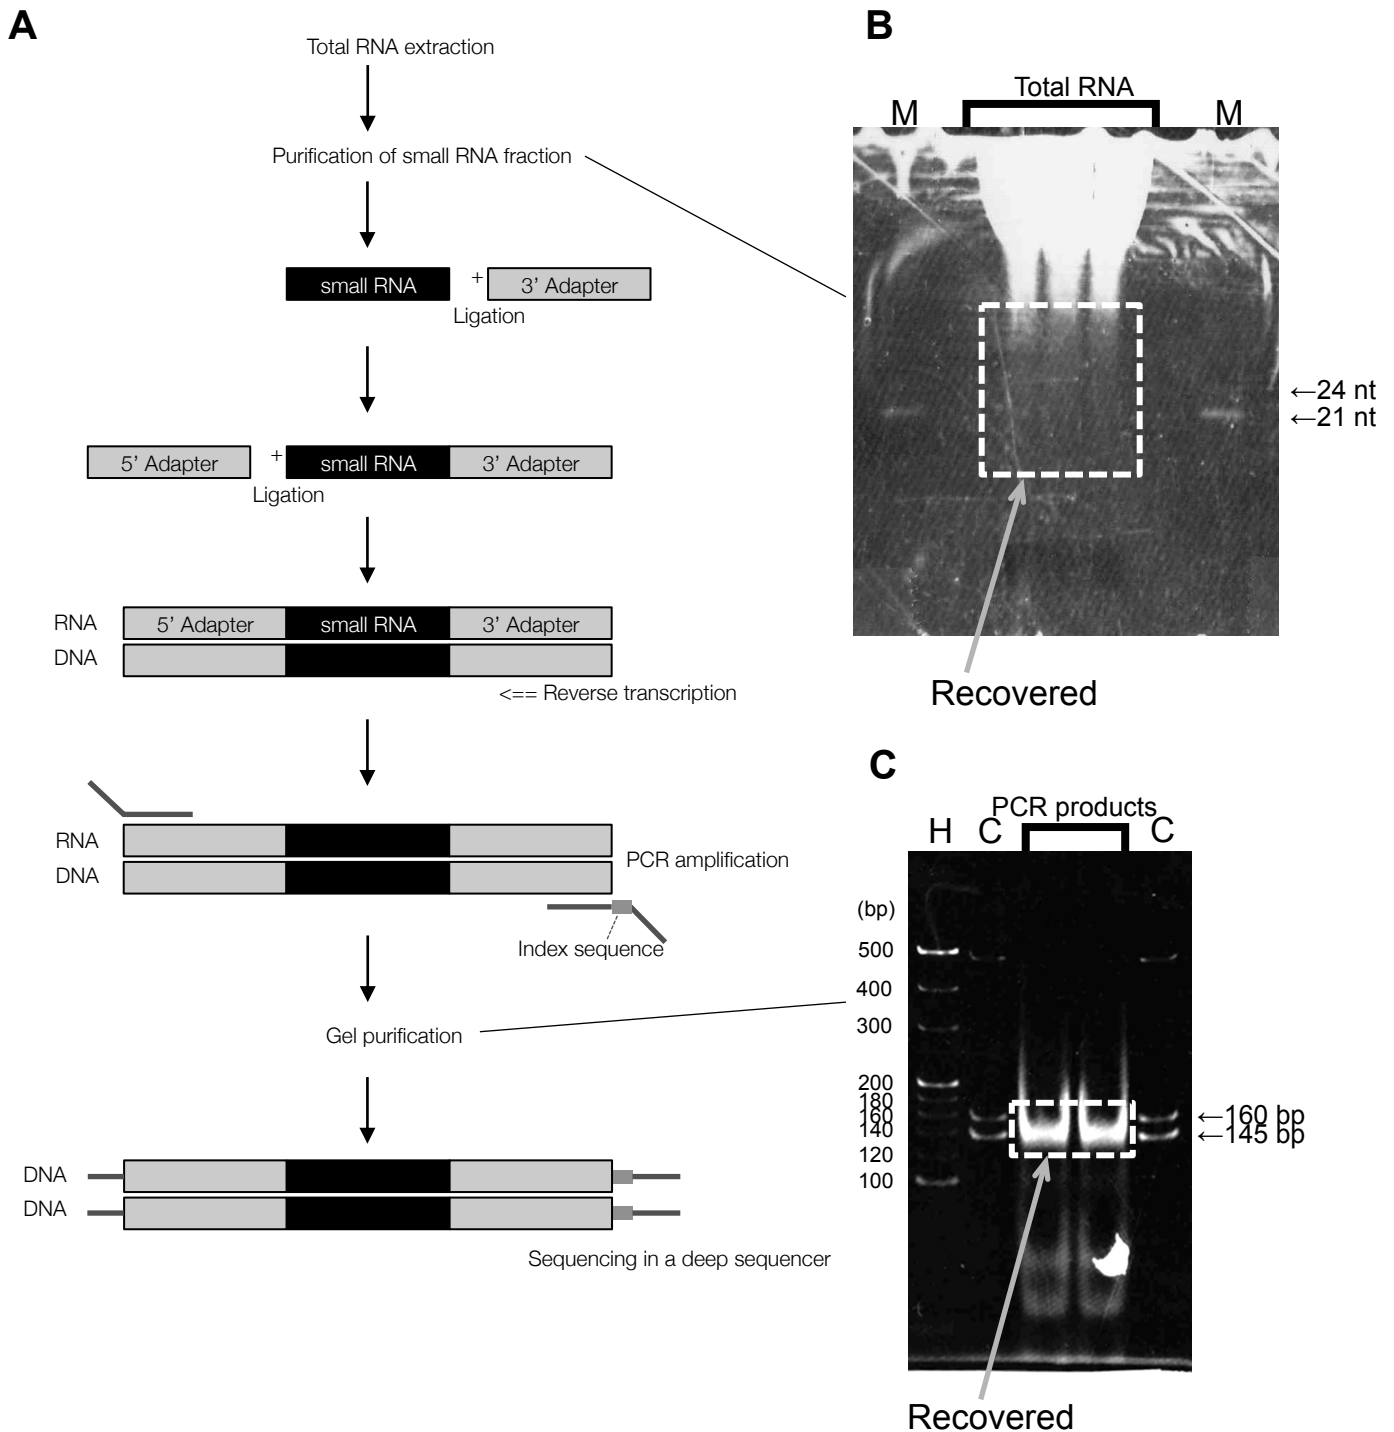 A
Total RNA extraction
Purification of small RNA fraction
small RNA
+
3’ Adapter
Ligation
5’ Adapter
+
small RNA
3’ Adapter
Ligation
RNA
5’ Adapter
small RNA
3’ Adapter
DNA
<== Reverse transcription
RNA
DNA
PCR amplification
Index sequence
Gel purification
DNA
DNA
Sequencing in a deep sequencer
B
Total RNA
M
M
←24 nt
←21 nt
Recovered
C
PCR products
H
C
C
(bp)
500
400
300
200
180
160
140
120
100
←160 bp
←145 bp
Recovered